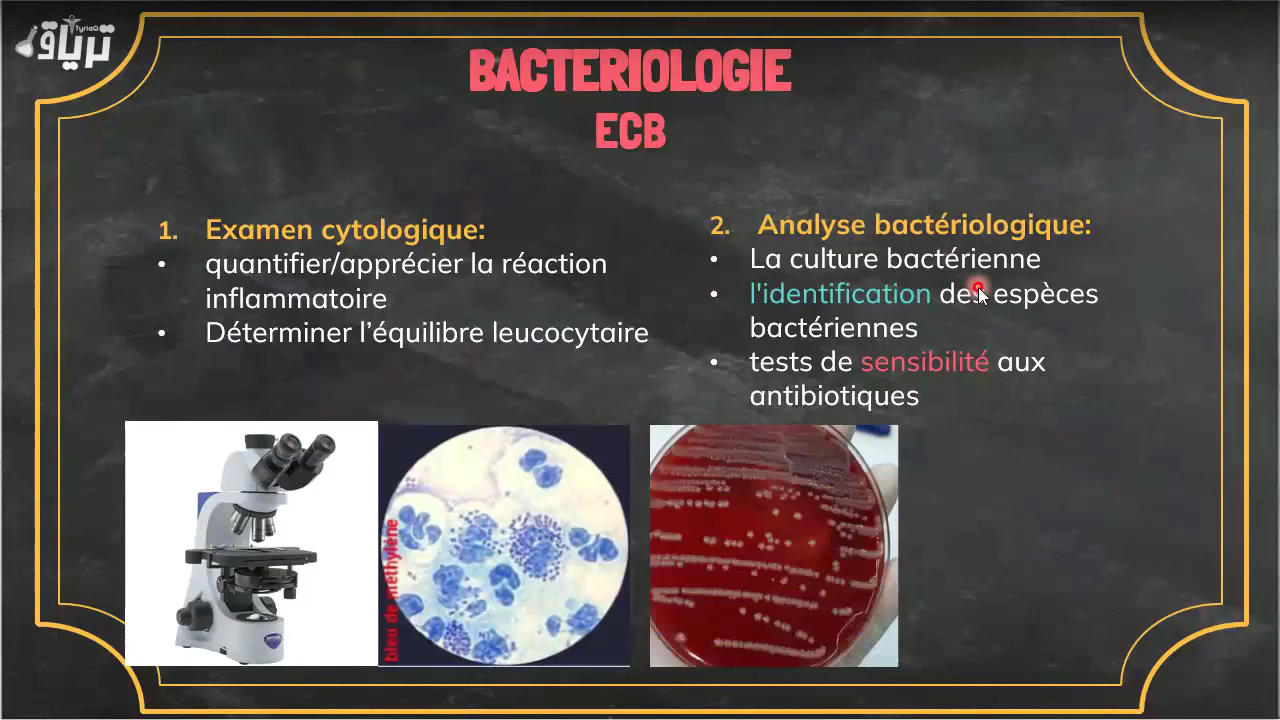 TyriaQ
ترياق
BACTERIOLOGIE
ECB
1. Examen cytologique:
• quantifier/apprécier la réaction
inflammatoire
• Déterminer l’équilibre leucocytaire
2. Analyse bactériologique:
• La culture bactérienne
• l'identification des espèces
bactériennes
• tests de sensibilité aux
antibiotiques
bleu de méthylène